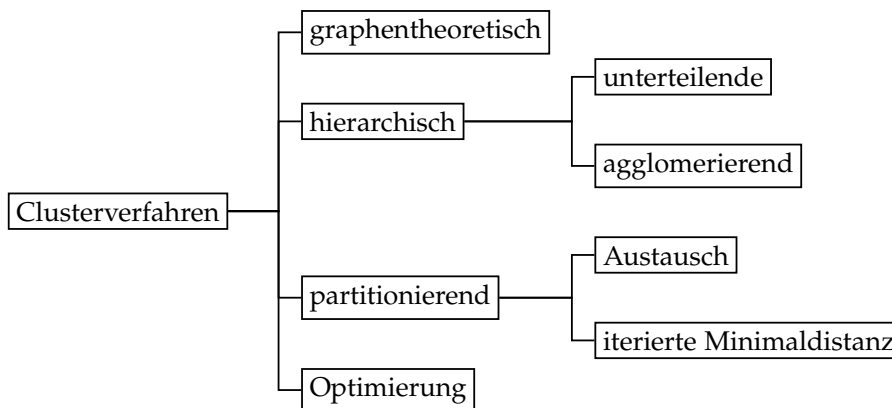 graphentheoretisch
unterteilende
hierarchisch
agglomerierend
Clusterverfahren
Austausch
partitionierend
iterierte Minimaldistanz
Optimierung